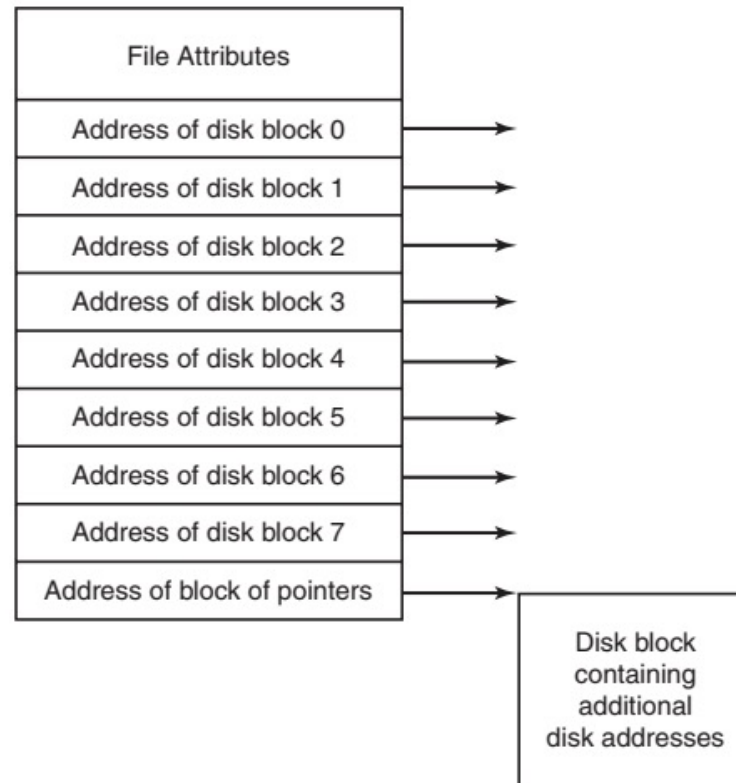 File Attributes
Address of disk block 0
Address of disk block 1
Address of disk block 2
Address of disk block 3
Address of disk block 4
Address of disk block 5
Address of disk block 6
Address of disk block 7
Address of block of pointers
Disk block
containing
additional
disk addresses